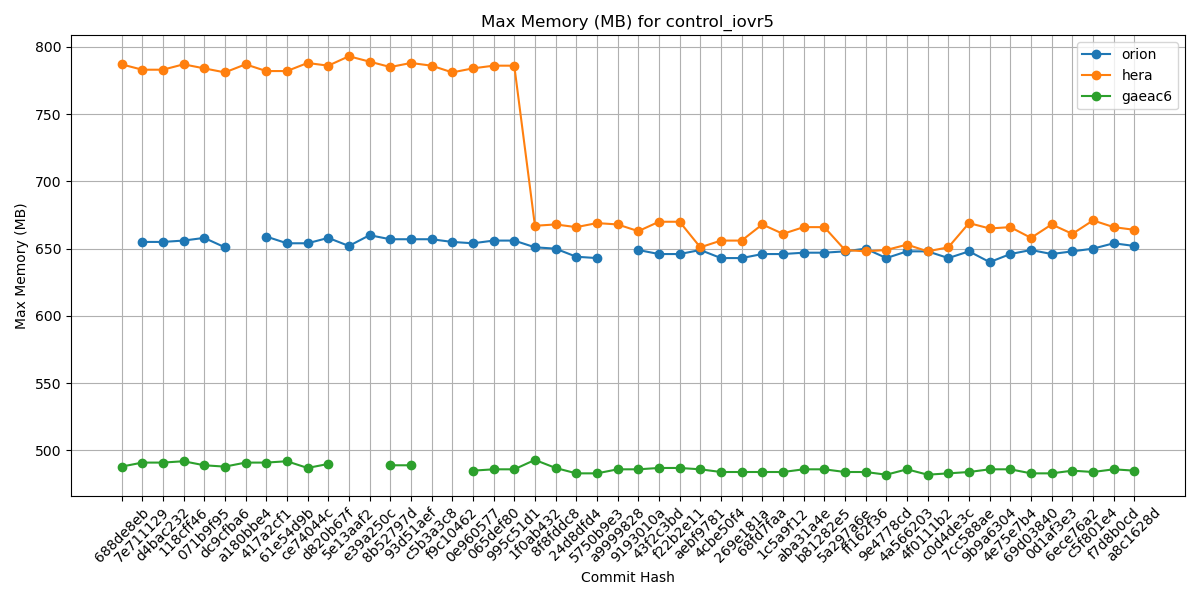 Max Memory (MB) for control_iovr5
orion
hera
gaeac6
Max Memory (MB)
800
750
700
650
600
550
500
688de8eb
7e711129
d4bac232
118cff46
071b9f95
dc9cfba6
a180bbe4
417a2cf1
61e54d9b
ce74044c
d820b67f
5e13aaf2
e39a250c
8b52797d
93d51aef
c5b3a3c8
f9c10462
0e960577
065def80
995c51d1
1f0ab432
8f8fdfdc8
24d8dfd4
5750b9e3
a9999828
9193010a
43f253bd
f22b2e11
aebf9781
4cbe50f4
269e181a
68fd7faa
1c5a9f12
aba31a4e
b81282e5
5a297a6e
ff162f36
9e4778cd
4a566203
4f011b2
c0d4de3c
7cc588ae
9b9a6304
4e75e7b4
69d03840
0d1af3e3
6ece76a2
c5f801e4
f7d8b0cd
a8c1628d
Commit Hash